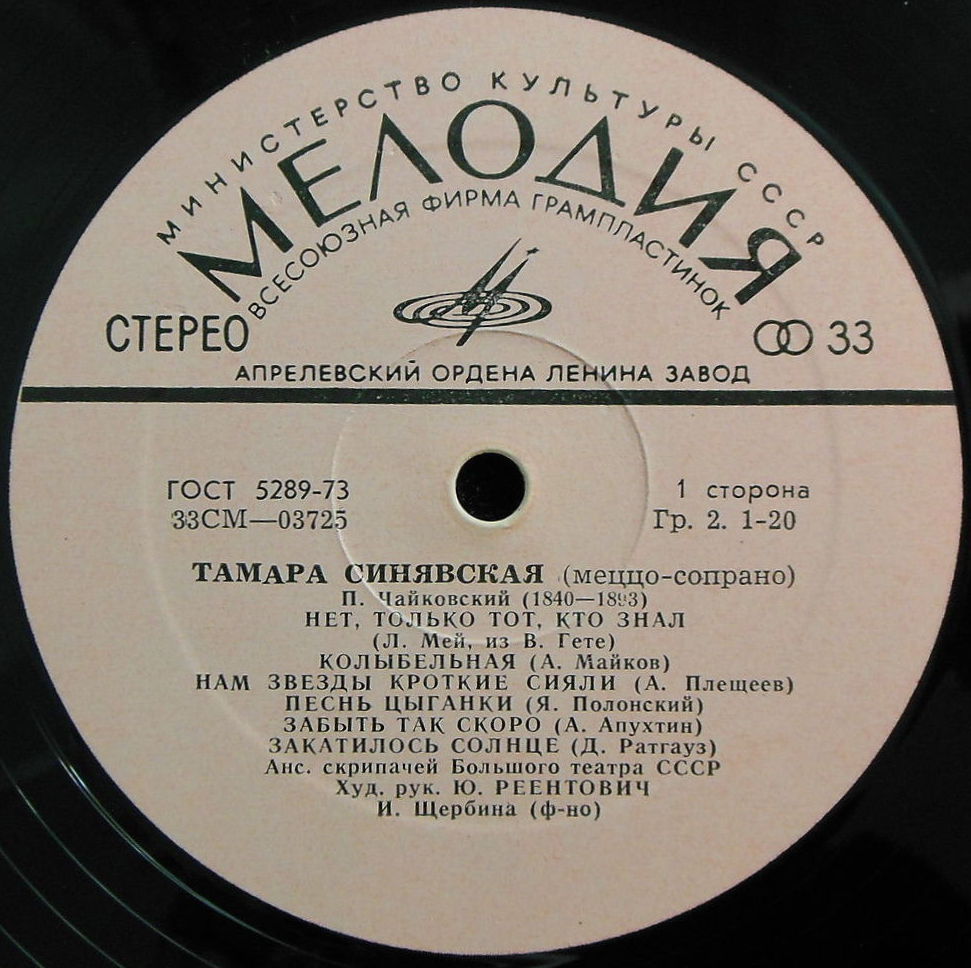 МИНИСТЕРСТВО КУЛЬТУРЫ СССР
МЕЛОДИЯ
ВСЕСОЮЗНАЯ ФИРМА ГРАМПЛАСТИНОК
СТЕРЕО
33
АПРЕЛЕВСКИЙ ОРДЕНА ЛЕНИНА ЗАВОД
ГОСТ 5289-73
1 сторона
33СМ—03725
Гр. 2. 1-20
ТАМАРА СИНЯВСКАЯ (меццо-сопрано)
П. Чайковский (1840—1893)
НЕТ, ТОЛЬКО ТОТ, КТО ЗНАЛ
(Л. Мей, из В. Гете)
КОЛЫБЕЛЬНАЯ (А. Майков)
НАМ ЗВЕЗДЫ КРОТКИЕ СИЯЛИ (А. Плещеев)
ПЕСНЬ ЦЫГАНКИ (Я. Полонский)
ЗАБЫТЬ ТАК СКОРО (А. Апухтин)
ЗАКАТИЛОСЬ СОЛНЦЕ (Д. Ратгауз)
Анс. скрипачей Большого театра СССР
Худ. рук. Ю. РЕЕНТОВИЧ
И. Щербина (ф-но)